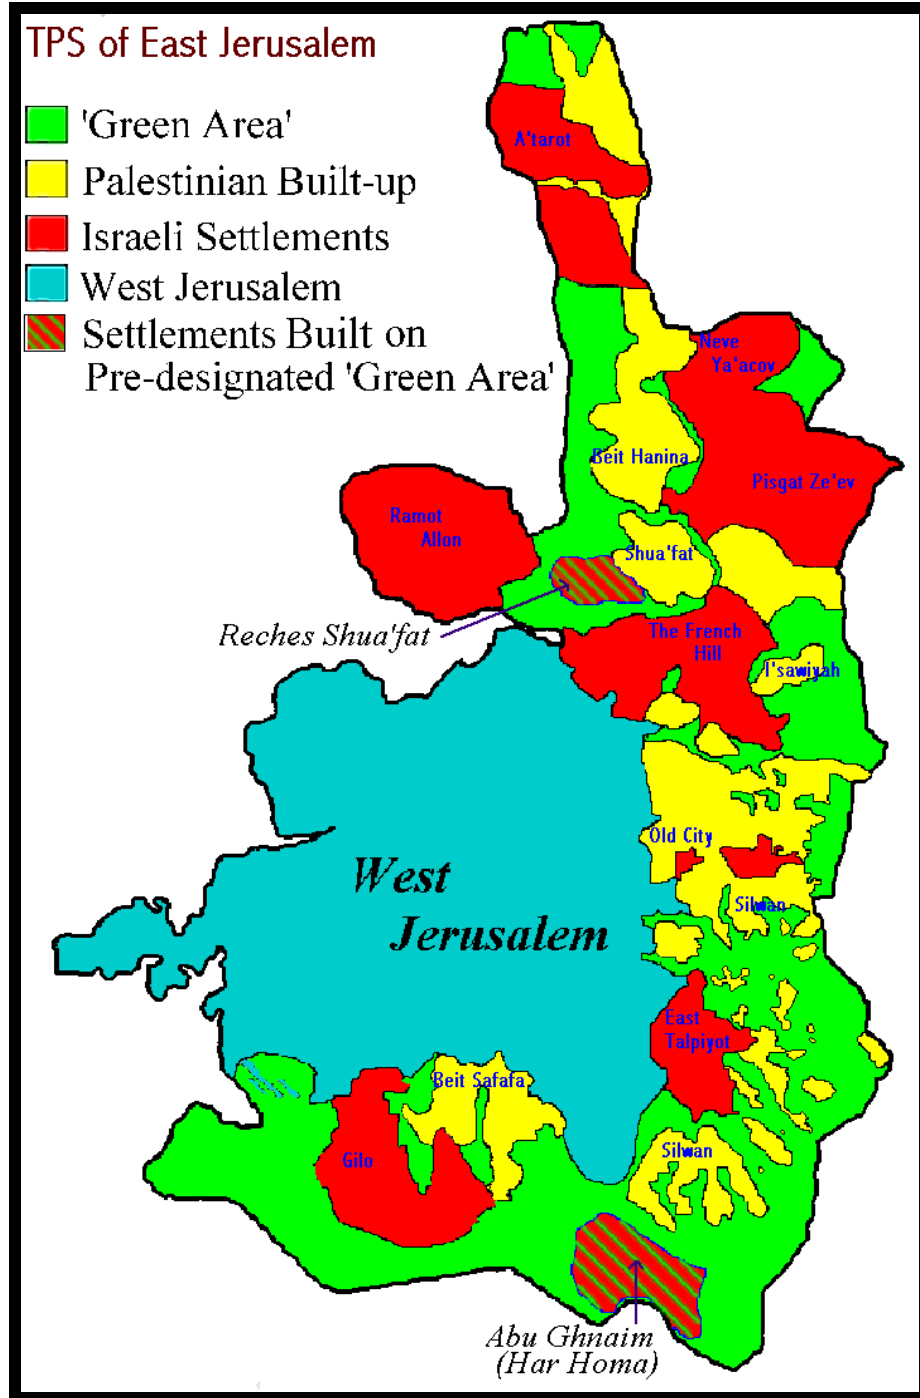 TPS of East Jerusalem
'Green Area'
Palestinian Built-up
Israeli Settlements
West Jerusalem
Settlements Built on
Pre-designated 'Green Area'
A'tarot
Neve
Ya'acov
Beit Hanina
Pisgat Ze'ev
Ramot
Allon
Shua'fat
Reches Shua'fat
The French
Hill
I'sawiyah
Old City
West
Jerusalem
Silwan
East
Talpiyot
Beit Safafa
Gilo
Silwan
Abu Ghnaim
(Har Homa)